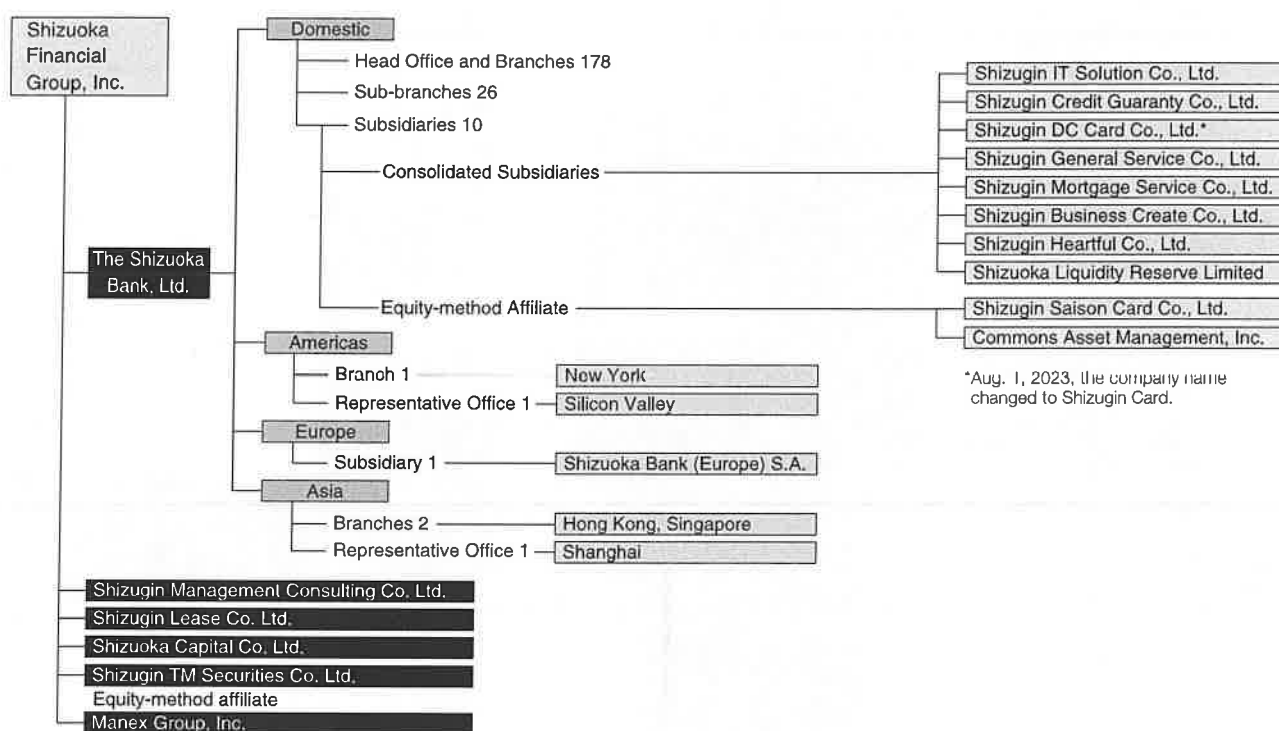 Shizuoka
Financial
Group, Inc.
Domestic
Head Office and Branches 178
Sub-branches 26
Subsidiaries 10
Consolidated Subsidiaries
Shizugin IT Solution Co., Ltd.
Shizugin Credit Guaranty Co., Ltd.
Shizugin DC Card Co., Ltd.*
Shizugin General Service Co., Ltd.
Shizugin Mortgage Service Co., Ltd.
Shizugin Business Create Co., Ltd.
Shizugin Heartful Co., Ltd.
Shizuoka Liquidity Reserve Limited
The Shizuoka
Bank, Ltd.
Equity-method Affiliate
Shizugin Saison Card Co., Ltd.
Commons Asset Management, Inc.
*Aug. 1, 2023, the company name
changed to Shizugin Card.
Americas
Branch 1
New York
Representative Office 1
Silicon Valley
Europe
Subsidiary 1
Shizuoka Bank (Europe) S.A.
Asia
Branches 2
Hong Kong, Singapore
Representative Office 1
Shanghai
Shizugin Management Consulting Co, Ltd.
Shizugin Lease Co. Ltd.
Shizuoka Capital Co. Ltd.
Shizugin TM Securities Co. Ltd.
Equity-method affiliate
Manex Group, Inc.